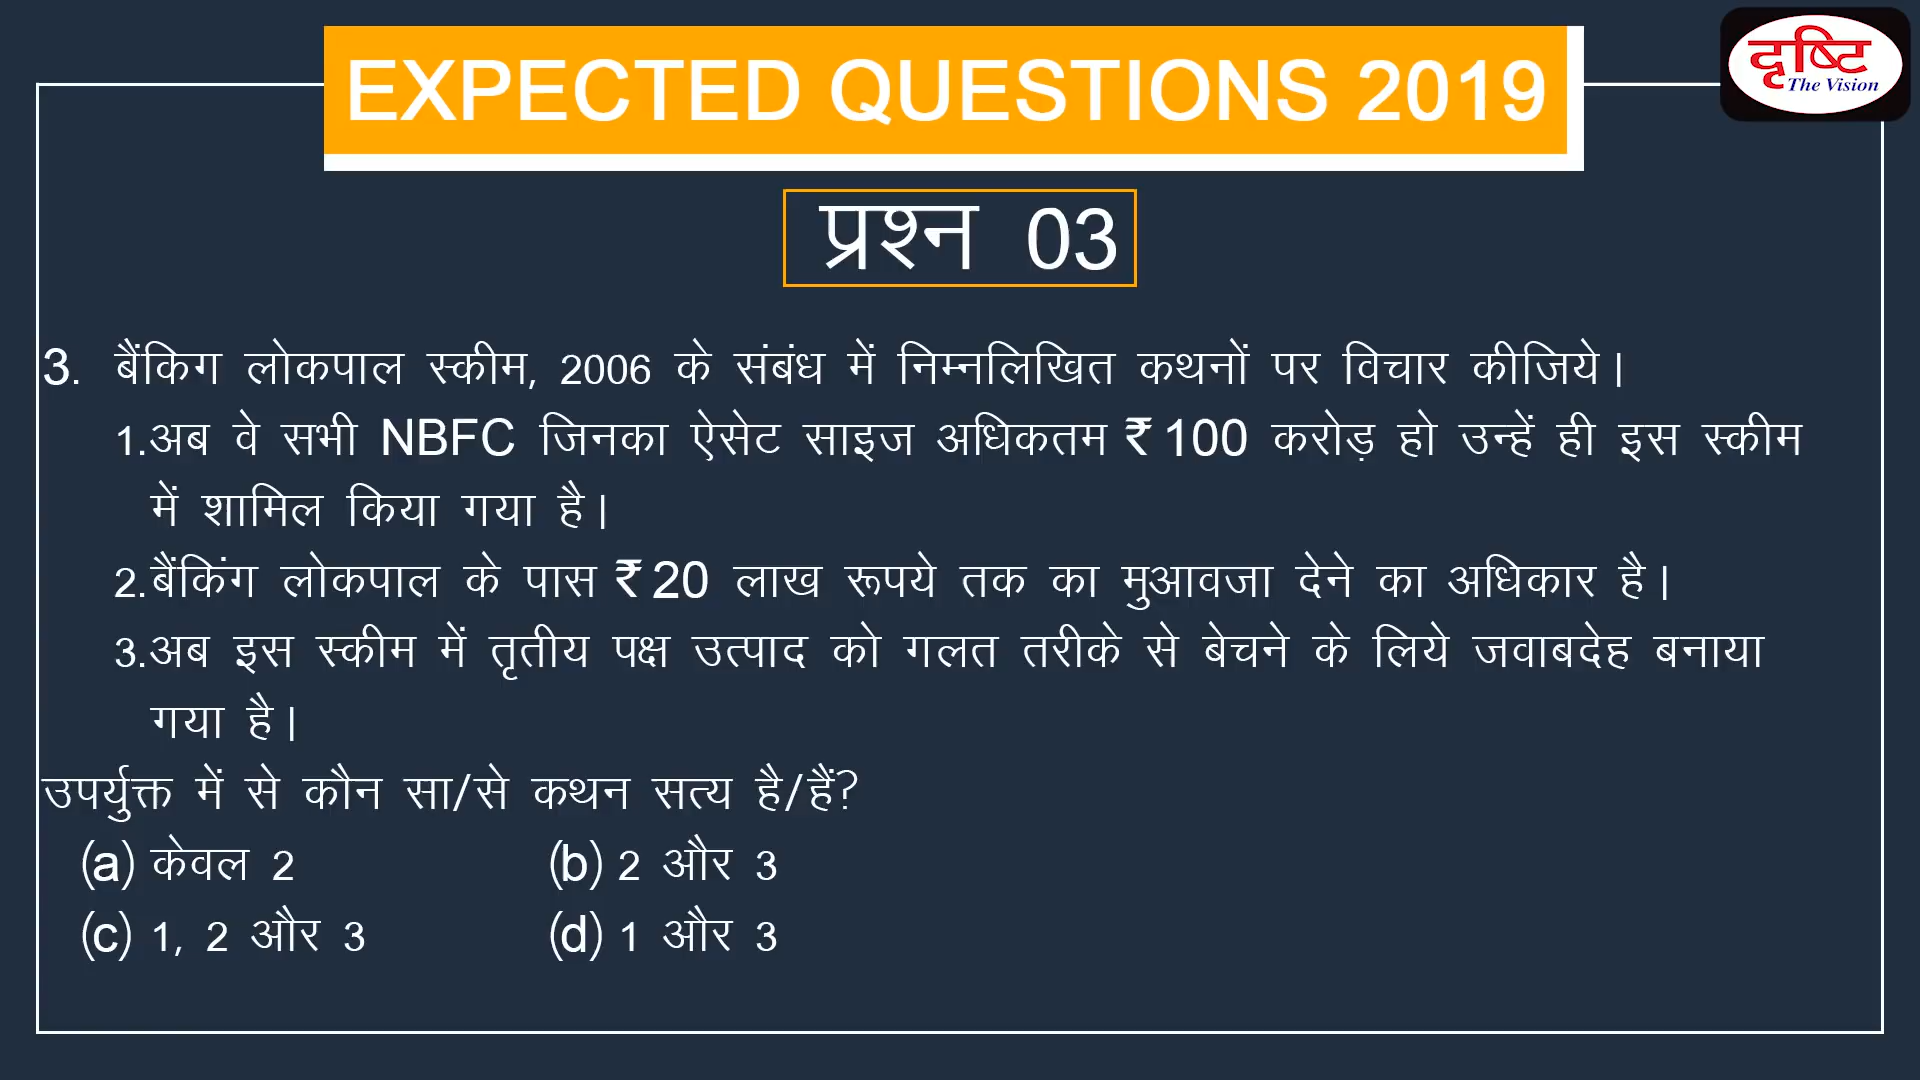 EXPECTED QUESTIONS 2019
दृष्टि
The Vision
प्रश्न 03
3. बैंकिग लोकपाल स्कीम, 2006 के संबंध में निम्नलिखित कथनों पर विचार कीजिये।
1.अब वे सभी NBFC जिनका ऐसेट साइज अधिकतम ₹100 करोड़ हो उन्हें ही इस स्कीम
में शामिल किया गया है।
2.बैंकिंग लोकपाल के पास ₹20 लाख रूपये तक का मुआवजा देने का अधिकार है।
3.अब इस स्कीम में तृतीय पक्ष उत्पाद को गलत तरीके से बेचने के लिये जवाबदेह बनाया
गया है।
उपर्युक्त में से कौन सा/से कथन सत्य है/हैं?
(a) केवल 2 (b) 2 और 3
(c) 1, 2 और 3 (d) 1 और 3